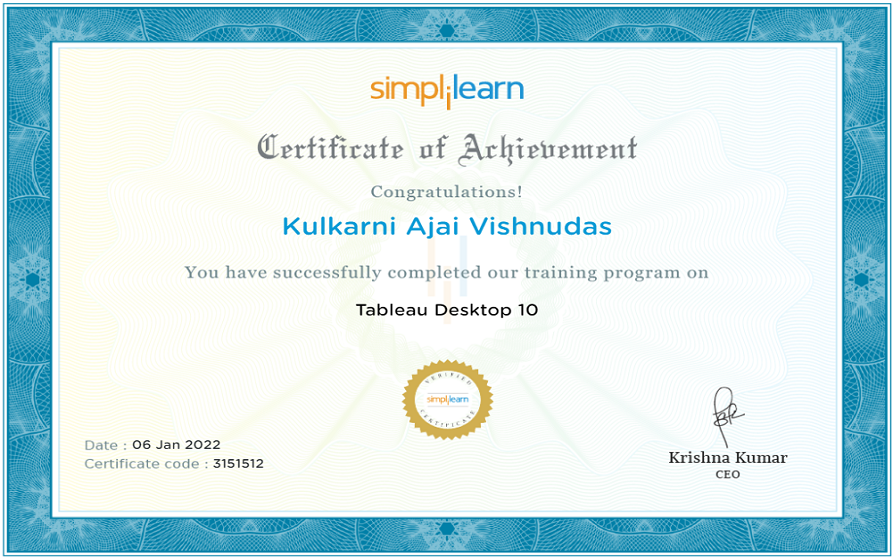 simplilearn
Certificate of Achievement
Congratulations!
Kulkarni Ajai Vishnudas
You have successfully completed our training program on
Tableau Desktop 10
VERIFIED
simplilearn
CERTIFICATE
Date : 06 Jan 2022
Certificate code : 3151512
Krishna Kumar
CEO